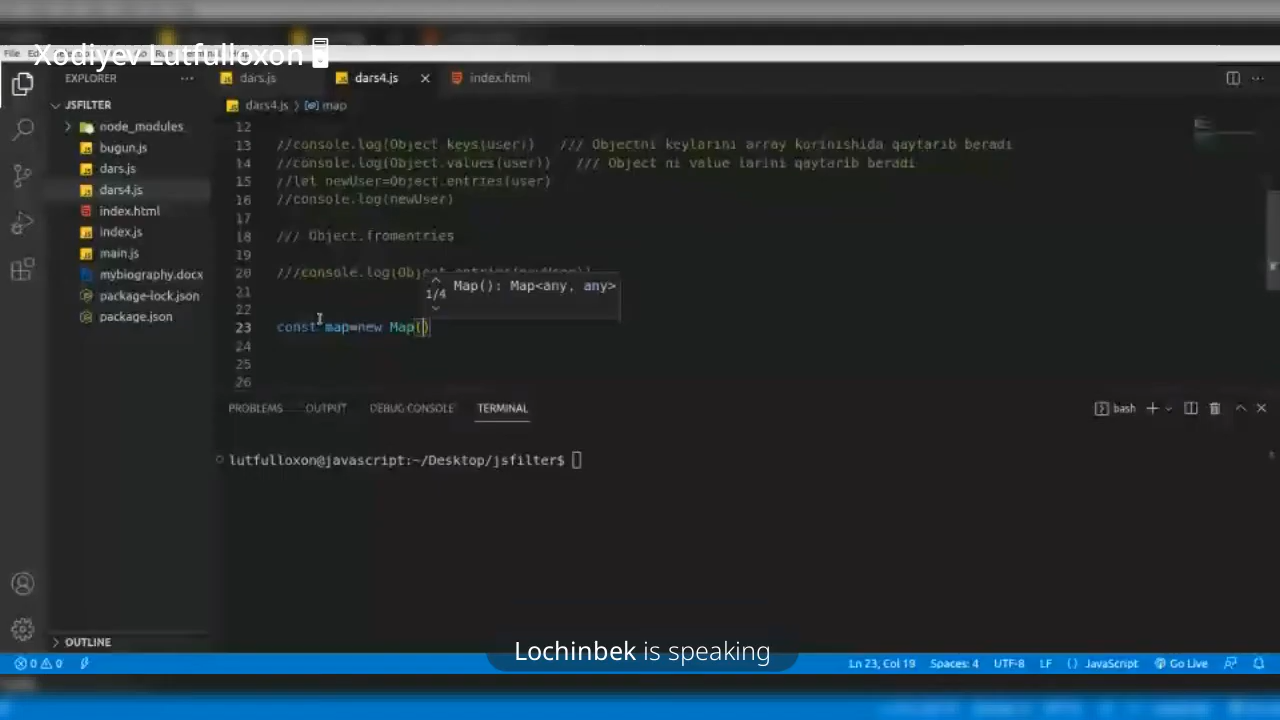 Xodiyev Lutfulloxon
File
EXPLORER
dars.js
dars4.js
index.html
JSFILTER
dars4.js
map
node_modules
bugun.js
dars.js
dars4.js
index.html
index.js
main.js
mybiography.docx
package-lock.json
package.json
12
13 //console.log(Object.keys(user)) /// Objectni keylarini array korinishida qaytarib beradi
14 //console.log(Object.values(user)) /// Object ni value larini qaytarib beradi
15 //let newUser=Object.entries(user)
16 //console.log(newUser)
17
18 /// Object.fromentries
19
20 ///console.log(Object.entries(newUser))
21
22
23 const map=new Map()
24
25
26
1/4 Map(): Map<any, any>
PROBLEMS OUTPUT DEBUG CONSOLE TERMINAL
bash
lutfulloxon@javascript:~/Desktop/jsfilter$
OUTLINE
Lochinbek is speaking
0 0
Ln 23, Col 19 Spaces: 4 UTF-8 LF () JavaScript Go Live